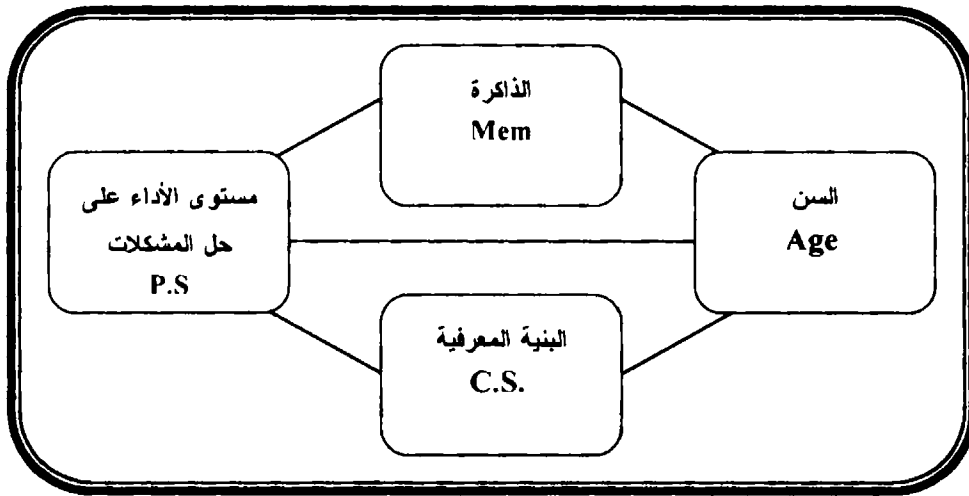 الذاكرة
Mem
السن
Age
مستوى الأداء على
حل المشكلات
P.S
البنية المعرفية
C.S.